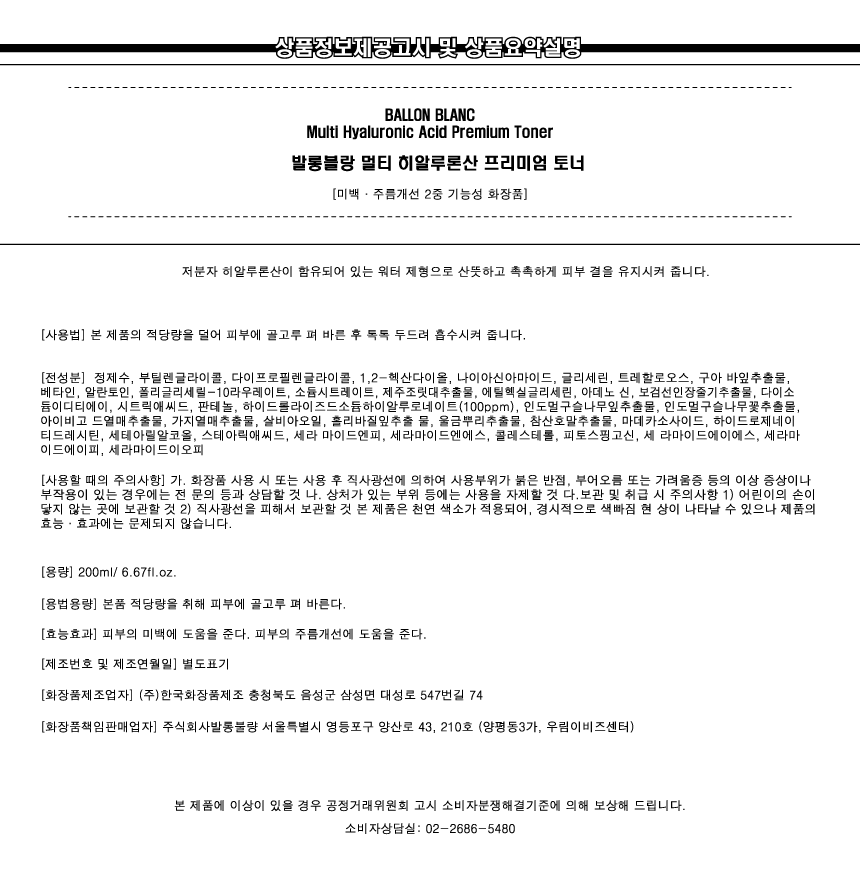 상품정보제공고시 및 상품요약설명
BALLON BLANC
Multi Hyaluronic Acid Premium Toner
발롱블랑 멀티 히알루론산 프리미엄 토너
[미백 · 주름개선 2중 기능성 화장품]
저분자 히알루론산이 함유되어 있는 워터 제형으로 산뜻하고 촉촉하게 피부 결을 유지시켜 줍니다.
[사용법] 본 제품의 적당량을 덜어 피부에 골고루 펴 바른 후 톡톡 두드려 흡수시켜 줍니다.
[전성분]  정제수, 부틸렌글라이콜, 다이프로필렌글라이콜, 1,2-헥산다이올, 나이아신아마이드, 글리세린, 트레할로오스, 구아 바잎추출물,
베타인, 알란토인, 폴리글리세릴-10라우레이트, 소듐시트레이트, 제주조릿대추출물, 에틸헥실글리세린, 아데노 신, 보검선인장줄기추출물, 다이소
듐이디티에이, 시트릭애씨드, 판테놀, 하이드롤라이즈드소듐하이알루로네이트(100ppm), 인도멀구슬나무잎추출물, 인도멀구슬나무꽃추출물,
아이비고 드열매추출물, 가지열매추출물, 살비아오일, 홀리바질잎추출 물, 울금뿌리추출물, 참산호말추출물, 마데카소사이드, 하이드로제네이
티드레시틴, 세테아릴알코올, 스테아릭애씨드, 세라 마이드엔피, 세라마이드엔에스, 콜레스테롤, 피토스핑고신, 세 라마이드에이에스, 세라마
이드에이피, 세라마이드이오피
[사용할 때의 주의사항] 가. 화장품 사용 시 또는 사용 후 직사광선에 의하여 사용부위가 붉은 반점, 부어오름 또는 가려움증 등의 이상 증상이나
부작용이 있는 경우에는 전 문의 등과 상담할 것 나. 상처가 있는 부위 등에는 사용을 자제할 것 다.보관 및 취급 시 주의사항 1) 어린이의 손이
닿지 않는 곳에 보관할 것 2) 직사광선을 피해서 보관할 것 본 제품은 천연 색소가 적용되어, 경시적으로 색빠짐 현 상이 나타날 수 있으나 제품의
효능 · 효과에는 문제되지 않습니다.
[용량] 200ml/ 6.67fl.oz.
[용법용량] 본품 적당량을 취해 피부에 골고루 펴 바른다.
[효능효과] 피부의 미백에 도움을 준다. 피부의 주름개선에 도움을 준다.
[제조번호 및 제조연월일] 별도표기
[화장품제조업자] (주)한국화장품제조 충청북도 음성군 삼성면 대성로 547번길 74
[화장품책임판매업자] 주식회사발롱불량 서울특별시 영등포구 양산로 43, 210호 (양평동3가, 우림이비즈센터)
본 제품에 이상이 있을 경우 공정거래위원회 고시 소비자분쟁해결기준에 의해 보상해 드립니다.
소비자상담실: 02-2686-5480